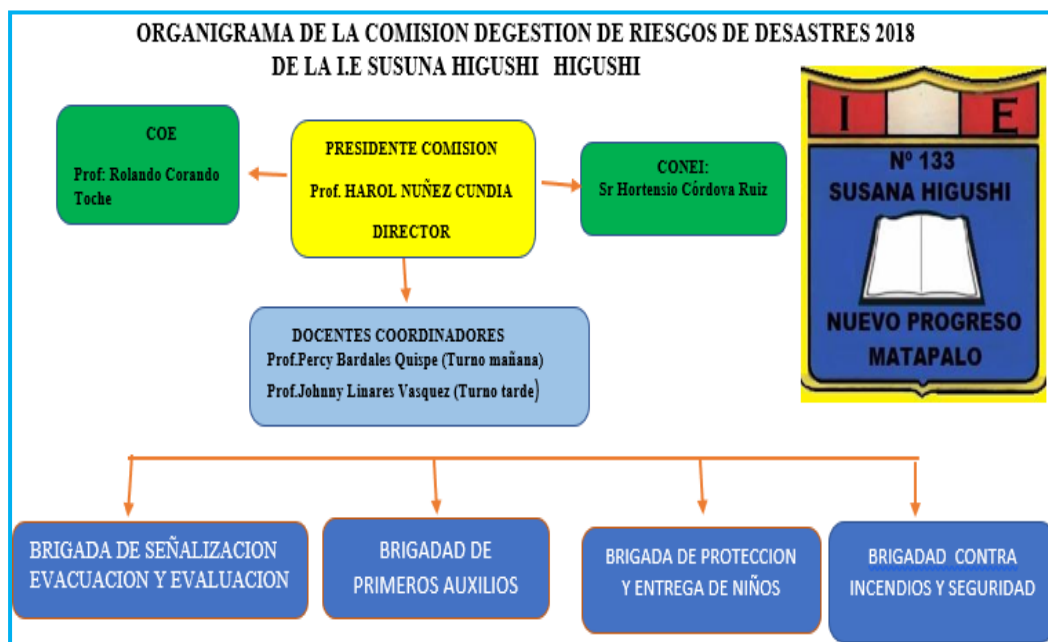 ORGANIGRAMA DE LA COMISION DEGESTION DE RIESGOS DE DESASTRES 2018
DE LA I.E SUSUNA HIGUSHI HIGUSHI
COE
Prof: Rolando Corando
Toche
PRESIDENTE COMISION
Prof. HAROL NUÑEZ CUNDIA
DIRECTOR
CONEI:
Sr Hortensio Córdova Ruiz
I E
Nº 133
SUSANA HIGUSHI
NUEVO PROGRESO
MATAPALO
DOCENTES COORDINADORES
Prof.Percy Bardales Quispe (Turno mañana)
Prof.Johnny Linares Vasquez (Turno tarde)
BRIGADA DE SEÑALIZACION
EVACUACION Y EVALUACION
BRIGADAD DE
PRIMEROS AUXILIOS
BRIGADA DE PROTECCION
Y ENTREGA DE NIÑOS
BRIGADAD CONTRA
INCENDIOS Y SEGURIDAD